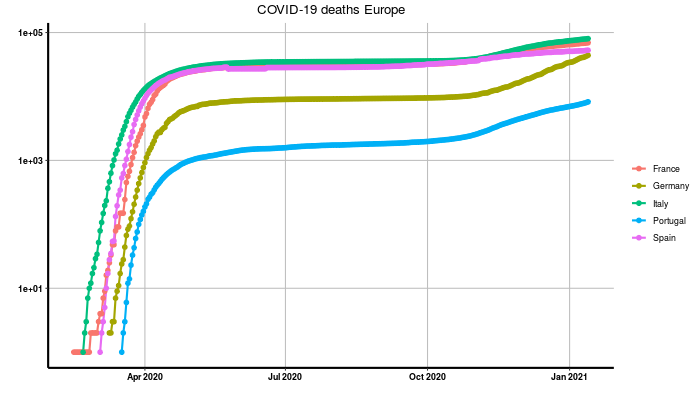 COVID-19 deaths Europe
1e+05
1e+03
1e+01
Apr 2020
Jul 2020
Oct 2020
Jan 2021
France
Germany
Italy
Portugal
Spain